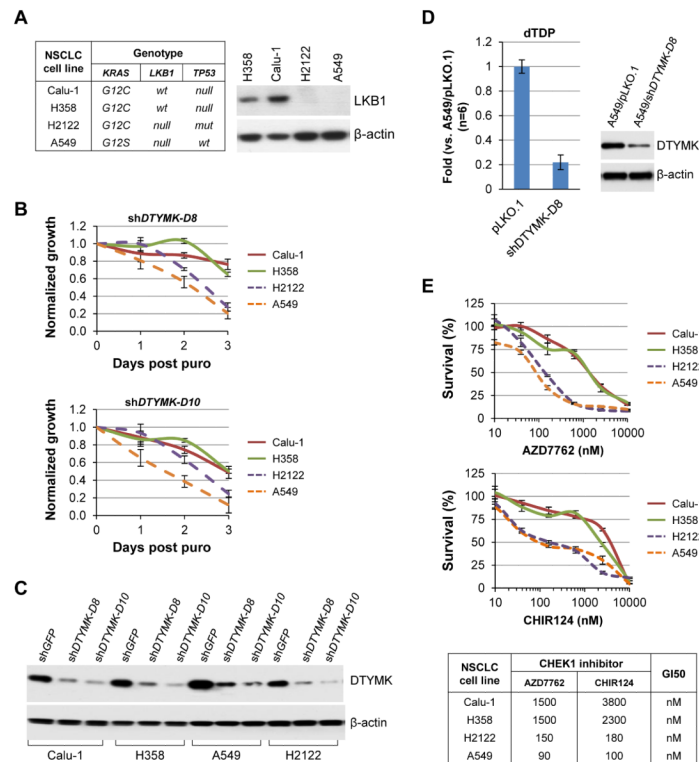 A
NSCLC cell line Genotype
KRAS LKB1 TP53
Calu-1 G12C wt null
H358 G12C wt null
H2122 G12C null mut
A549 G12S null wt
H358
Calu-1
H2122
A549
LKB1
β-actin
B
shDTYMK-D8
Normalized growth
1.2
1.0
0.8
0.6
0.4
0.2
0.0
0 1 2 3
Days post puro
Calu-1
H358
H2122
A549
shDTYMK-D10
Normalized growth
1.2
1.0
0.8
0.6
0.4
0.2
0.0
0 1 2 3
Days post puro
Calu-1
H358
H2122
A549
C
shGFP
shDTYMK-D8
shDTYMK-D10
shGFP
shDTYMK-D8
shDTYMK-D10
shGFP
shDTYMK-D8
shDTYMK-D10
shGFP
shDTYMK-D8
shDTYMK-D10
DTYMK
β-actin
Calu-1 H358 A549 H2122
D
dTDP
Fold (vs. A549/pLKO.1)
(n=6)
1.2
1
0.8
0.6
0.4
0.2
0
pLKO.1
shDTYMK-D8
A549/pLKO.1
A549/shDTYMK-D8
DTYMK
β-actin
E
Survival (%)
125
100
75
50
25
0
10 100 1000 10000
AZD7762 (nM)
Calu-
H358
H212
A549
Survival (%)
125
100
75
50
25
0
10 100 1000 10000
CHIR124 (nM)
Calu-
H358
H212
A549
NSCLC cell line CHEK1 inhibitor GI50
AZD7762 CHIR124
Calu-1 1500 3800 nM
H358 1500 2300 nM
H2122 150 180 nM
A549 90 100 nM